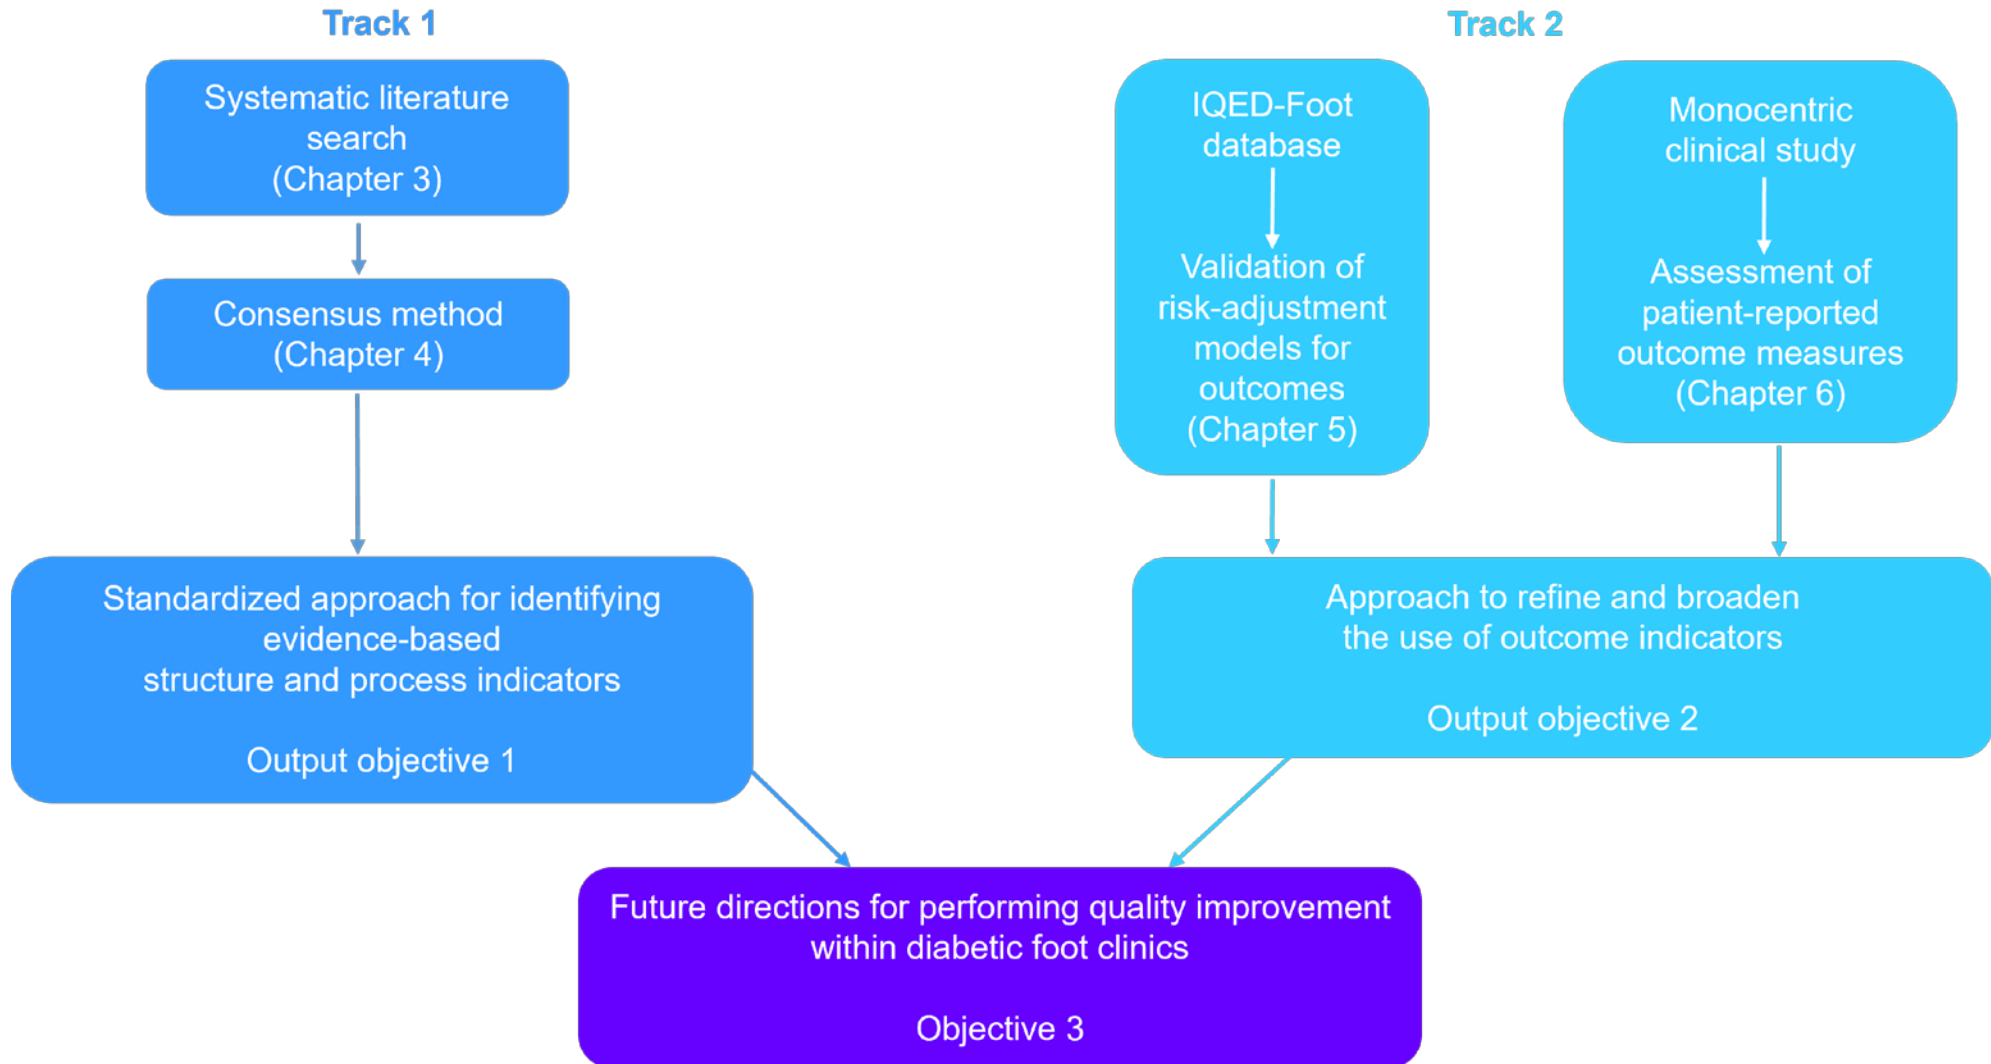 Track 1
Systematic literature
search
(Chapter 3)
Consensus method
(Chapter 4)
Standardized approach for identifying
evidence-based
structure and process indicators
Output objective 1
Track 2
IQED-Foot
database
Validation of
risk-adjustment
models for
outcomes
(Chapter 5)
Monocentric
clinical study
Assessment of
patient-reported
outcome measures
(Chapter 6)
Approach to refine and broaden
the use of outcome indicators
Output objective 2
Future directions for performing quality improvement
within diabetic foot clinics
Objective 3